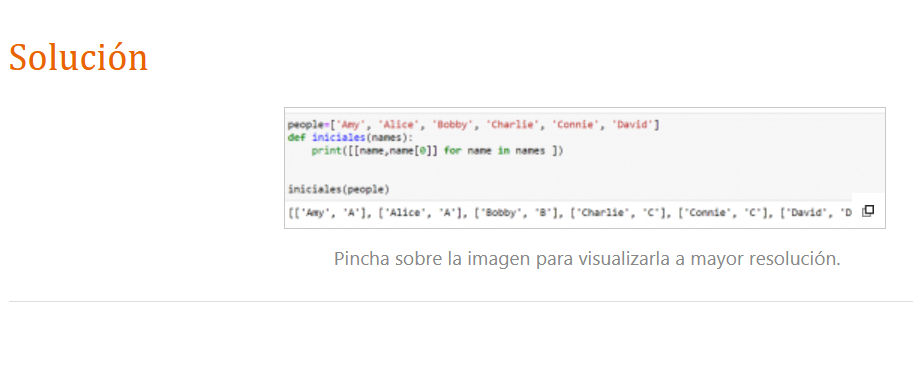 Solución
people=['Amy', 'Alice', 'Bobby', 'Charlie', 'Connie', 'David']
def iniciales(names):
    print([[name,name[0]] for name in names ])
iniciales(people)
[['Amy', 'A'], ['Alice', 'A'], ['Bobby', 'B'], ['Charlie', 'C'], ['Connie', 'C'], ['David', 'D
Pincha sobre la imagen para visualizarla a mayor resolución.